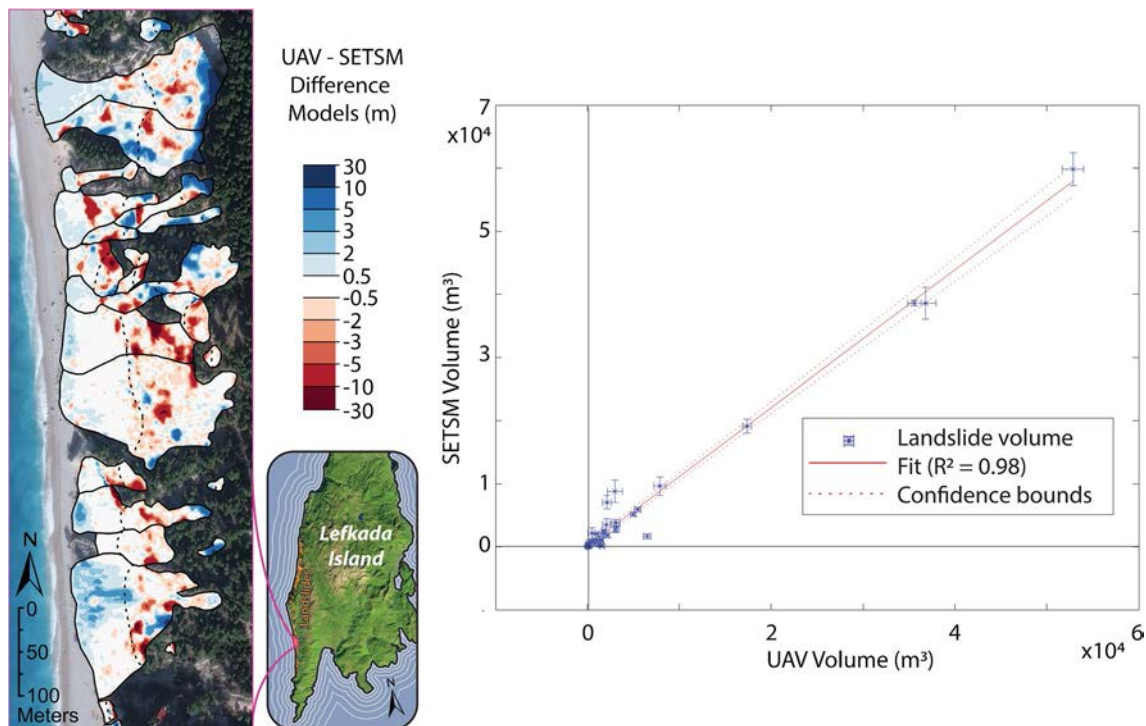 UAV - SETSM
Difference
Models (m)
30
10
5
3
2
0.5
-0.5
-2
-3
-5
-10
-30
N
0
50
100
Meters
Lefkada
Island
Landslides
N
7
x10⁴
5
3
1
0
SETSM Volume (m³)
Landslide volume
Fit (R² = 0.98)
Confidence bounds
0
2
4
6
x10⁴
UAV Volume (m³)